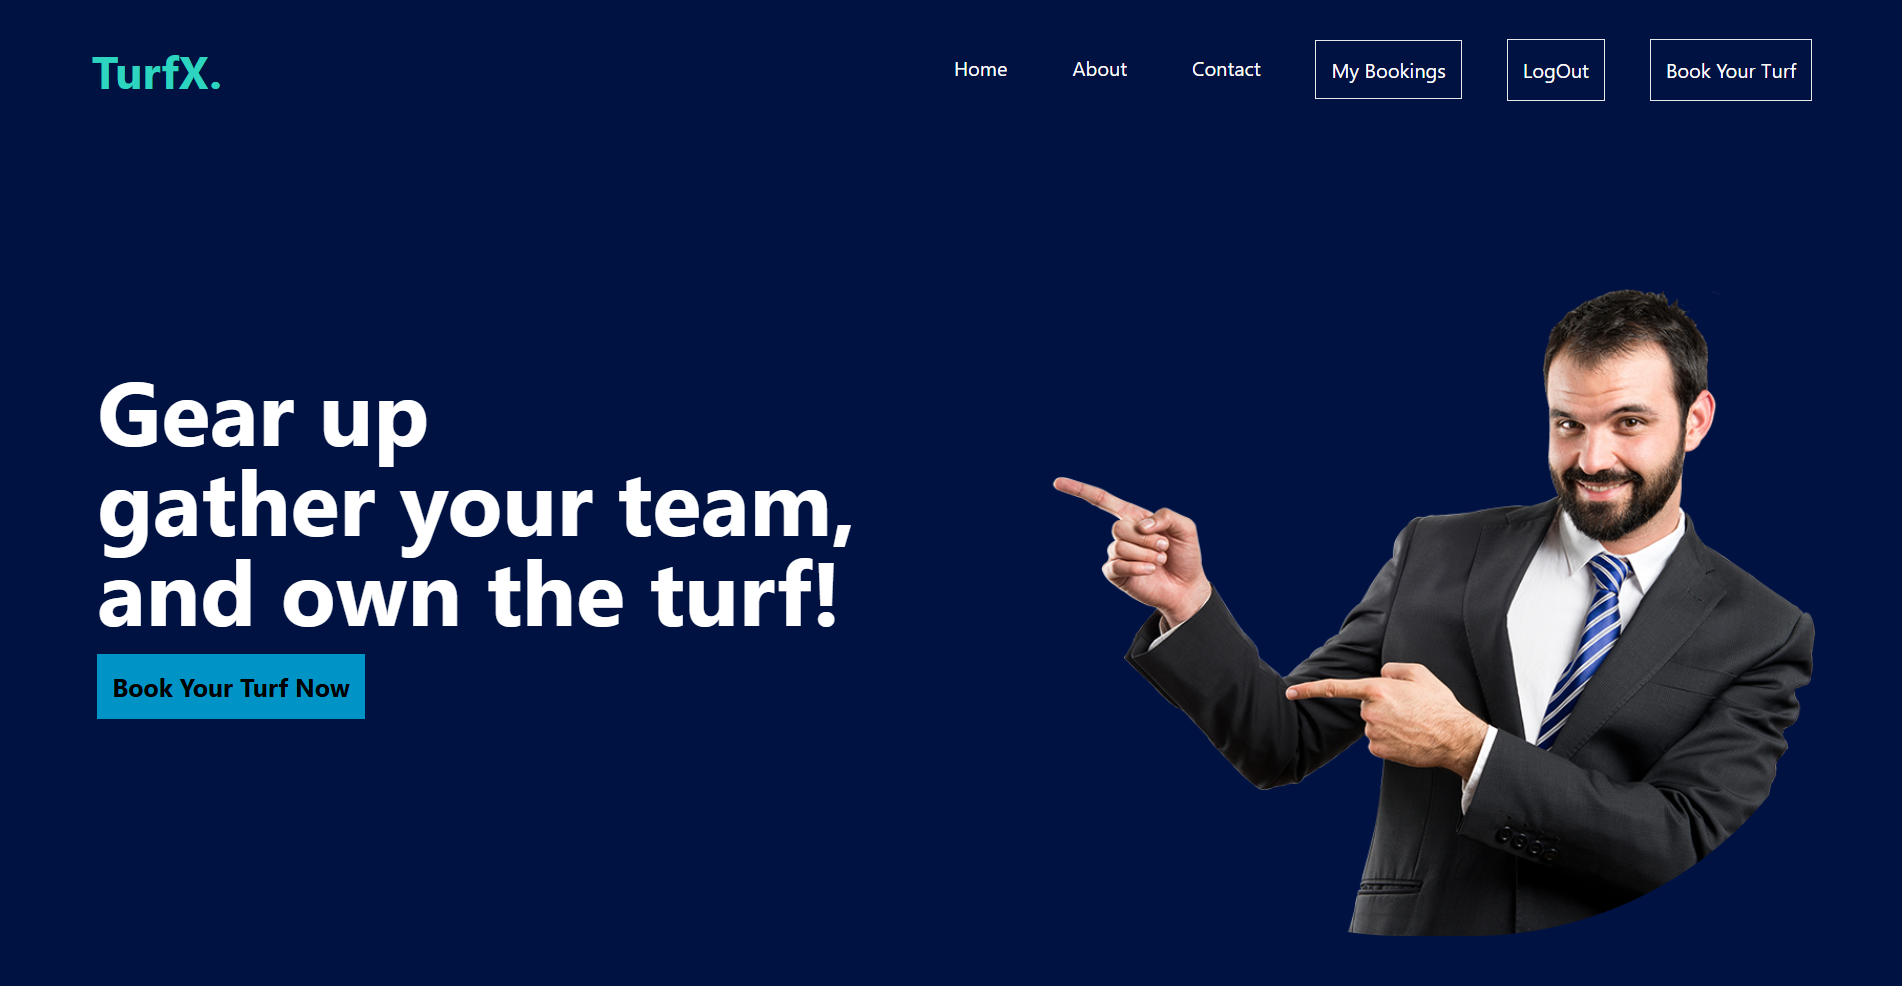 TurfX.
Home
About
Contact
My Bookings
LogOut
Book Your Turf
Gear up
gather your team,
and own the turf!
Book Your Turf Now